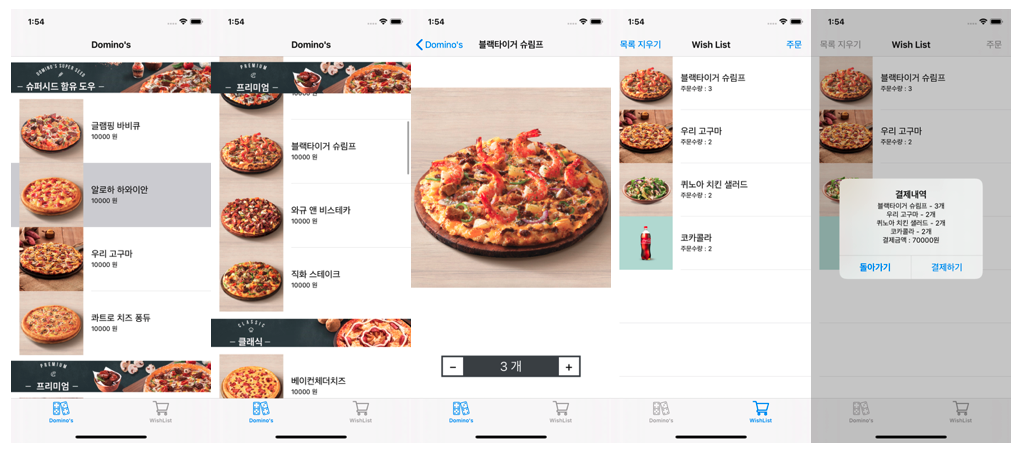 1:54
Domino's
DOMINO'S SUPER SEED
– 슈퍼시드 함유 도우 –
글램핑 바비큐
10000 원
알로하 하와이안
10000 원
우리 고구마
10000 원
콰트로 치즈 퐁듀
10000 원
PREMIUM
– 프리미엄 –
Domino's
WishList
1:54
Domino's
PREMIUM
– 프리미엄 –
10000 원
블랙타이거 슈림프
10000 원
와규 앤 비스테카
10000 원
직화 스테이크
10000 원
CLASSIC
– 클래식 –
베이컨체더치즈
10000 원
Domino's
WishList
1:54
Domino's
블랙타이거 슈림프
−
3 개
+
Domino's
WishList
1:54
목록 지우기
Wish List
주문
블랙타이거 슈림프
주문수량 : 3
우리 고구마
주문수량 : 2
퀴노아 치킨 샐러드
주문수량 : 2
코카콜라
주문수량 : 2
Domino's
WishList
1:54
목록 지우기
Wish List
주문
블랙타이거 슈림프
주문수량 : 3
우리 고구마
주문수량 : 2
결제내역
블랙타이거 슈림프 - 3개
우리 고구마 - 2개
퀴노아 치킨 샐러드 - 2개
코카콜라 - 2개
결제금액 : 70000원
돌아가기
결제하기
Domino's
WishList